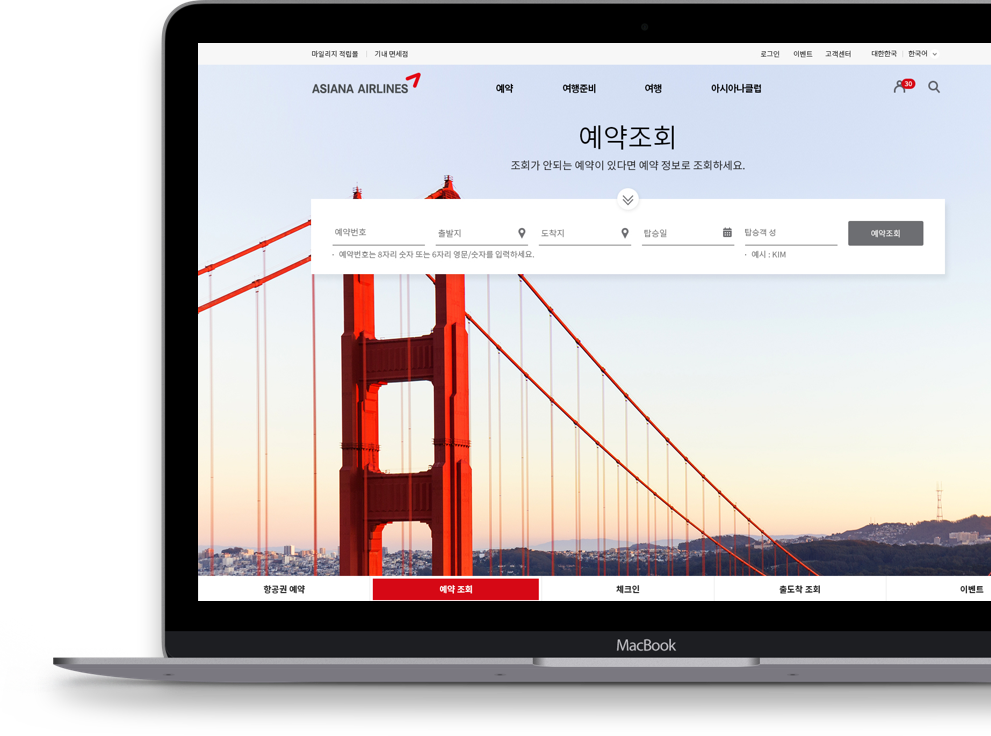 마일리지 적립몰 기내 면세점 로그인 이벤트 고객센터 대한민국 한국어
ASIANA AIRLINES 예약 여행준비 여행 아시아나클럽 30
예약조회
조회가 안되는 예약이 있다면 예약 정보로 조회하세요.
예약번호 출발지 도착지 탑승일 탑승객 성 예약조회
· 예약번호는 8자리 숫자 또는 6자리 영문/숫자를 입력하세요. · 예시 : KIM
항공권 예약 예약 조회 체크인 출도착 조회 이벤트
MacBook